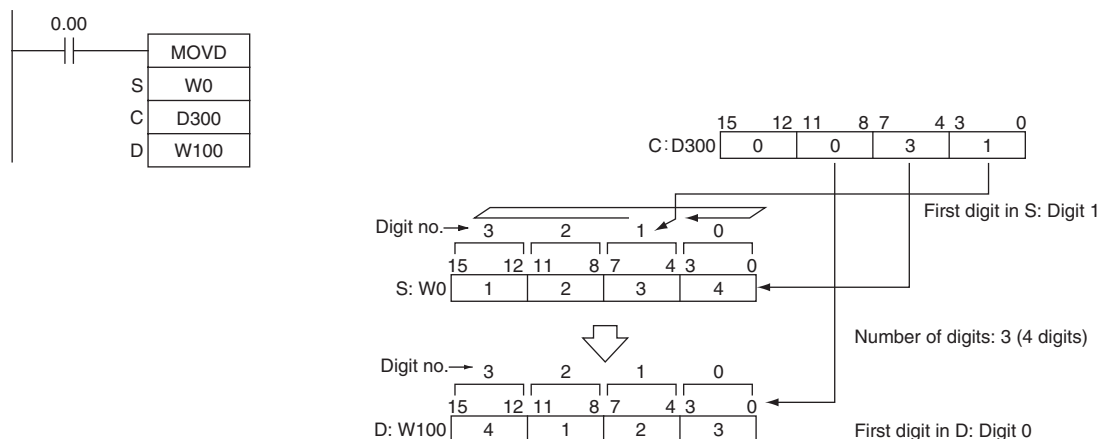 0.00
MOVD
S W0
C D300
D W100
15 12 11 8 7 4 3 0
C:D300 0 0 3 1
First digit in S: Digit 1
Digit no. 3 2 1 0
15 12 11 8 7 4 3 0
S: W0 1 2 3 4
Number of digits: 3 (4 digits)
Digit no. 3 2 1 0
15 12 11 8 7 4 3 0
D: W100 4 1 2 3
First digit in D: Digit 0